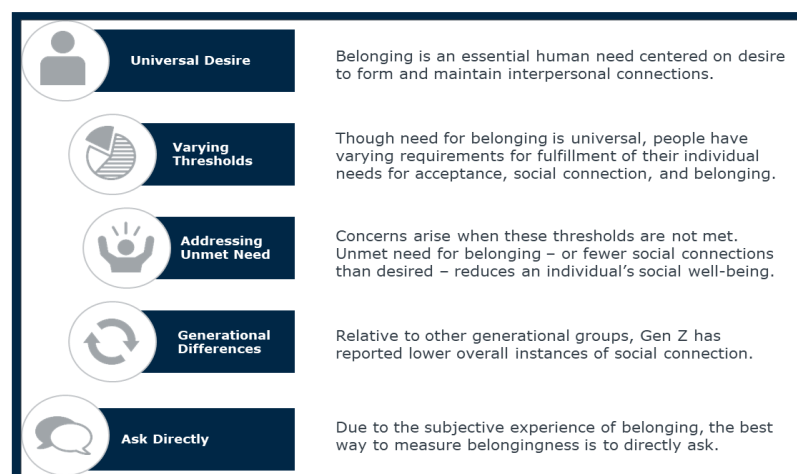 Universal Desire
Belonging is an essential human need centered on desire
to form and maintain interpersonal connections.
Varying
Thresholds
Though need for belonging is universal, people have
varying requirements for fulfillment of their individual
needs for acceptance, social connection, and belonging.
Addressing
Unmet Need
Concerns arise when these thresholds are not met.
Unmet need for belonging – or fewer social connections
than desired – reduces an individual's social well-being.
Generational
Differences
Relative to other generational groups, Gen Z has
reported lower overall instances of social connection.
Ask Directly
Due to the subjective experience of belonging, the best
way to measure belongingness is to directly ask.